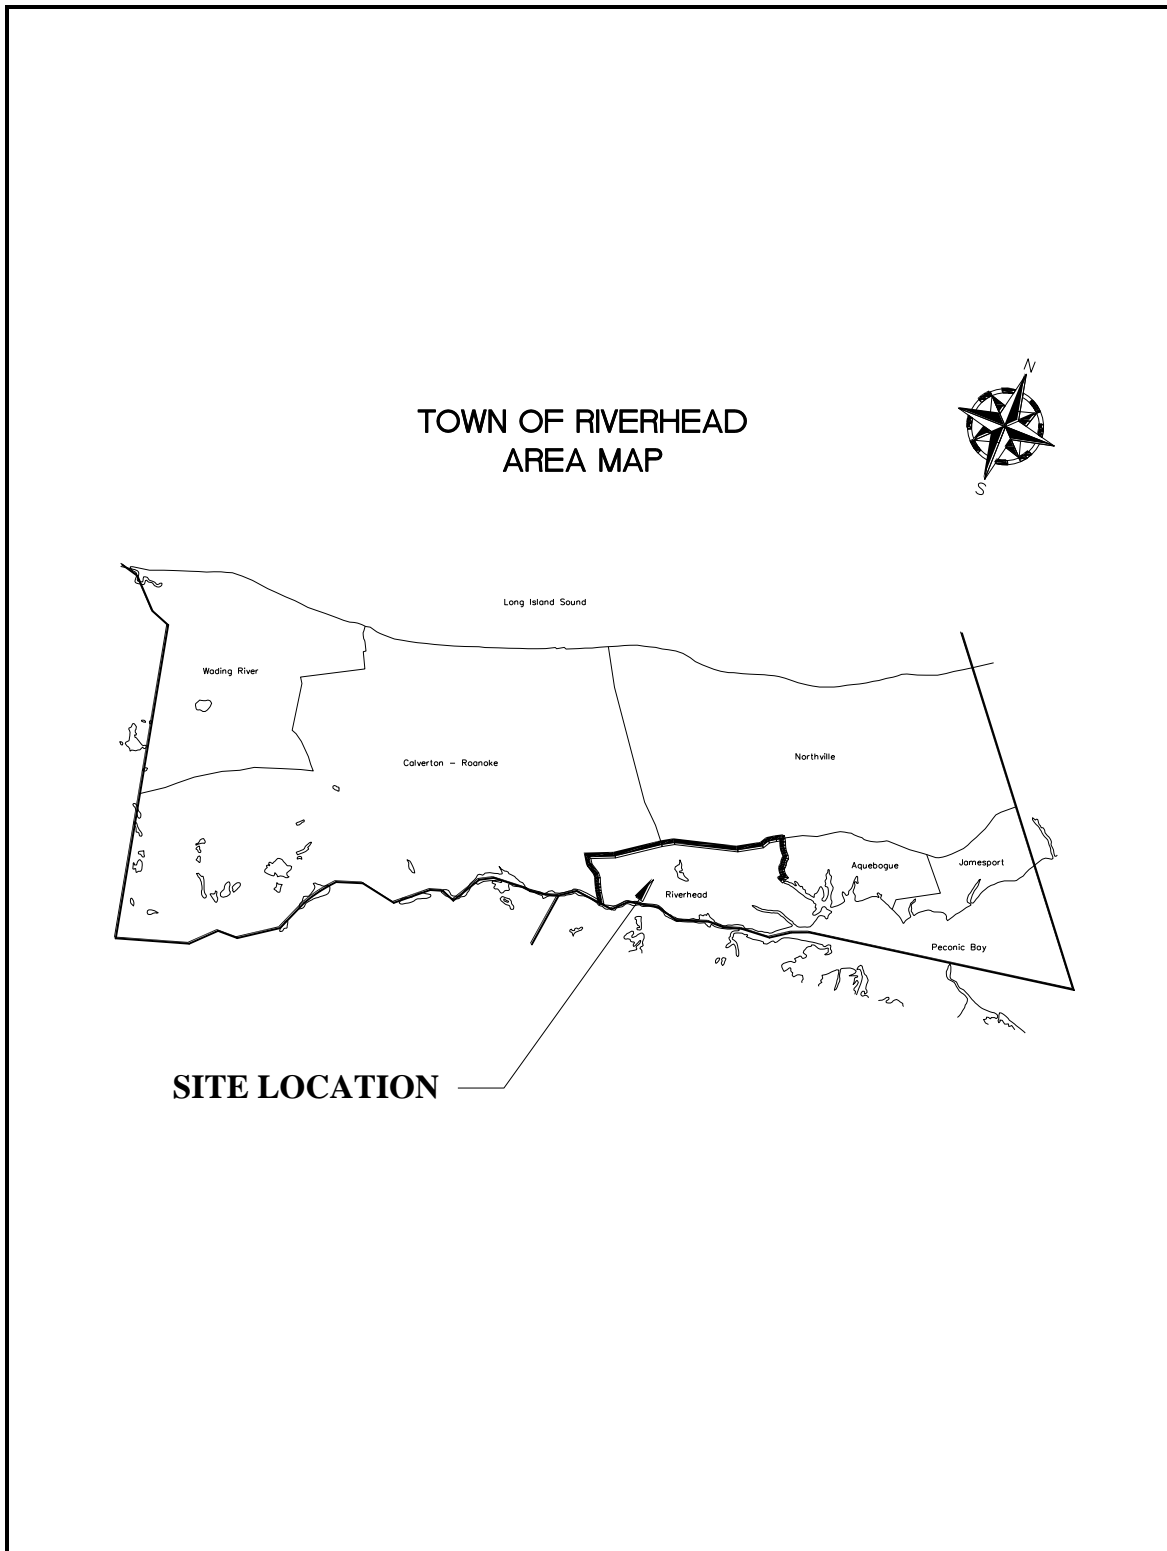 N
TOWN OF RIVERHEAD
AREA MAP
S
Long Island Sound
Wading River
Northville
Calverton - Roanoke
Jamesport
Aquebogue
Riverhead
Peconic Bay
SITE LOCATION